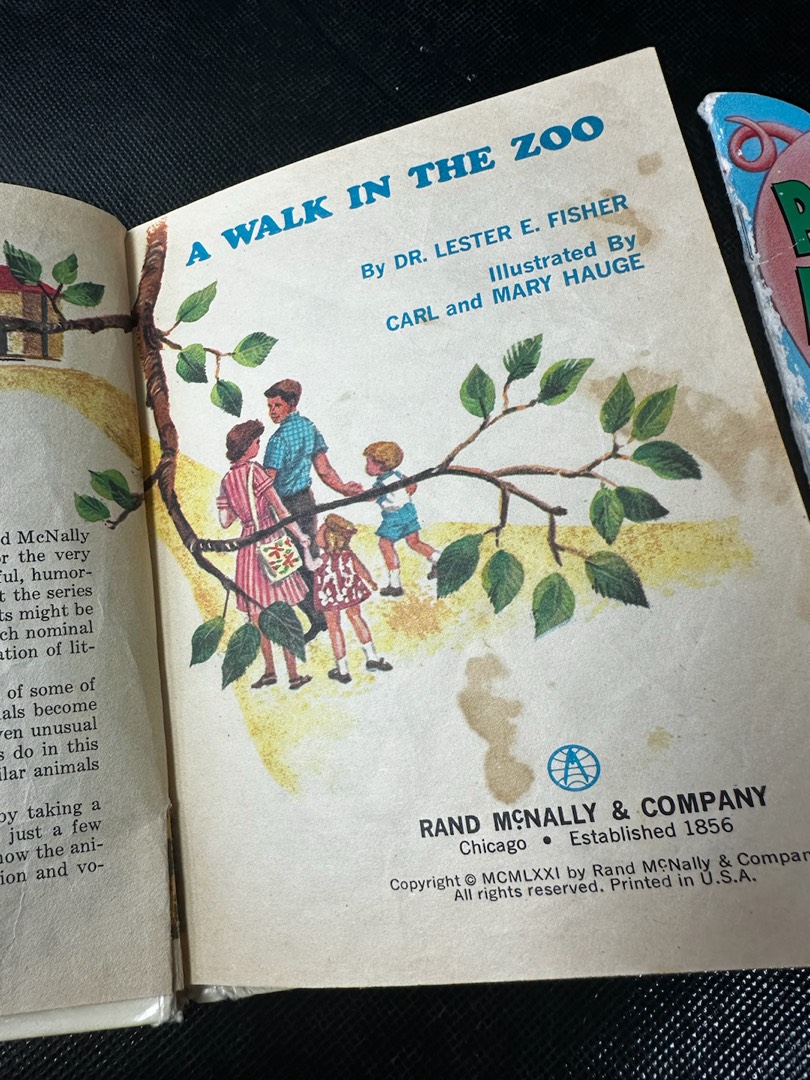 d McNally
r the very
ful, humor-
t the series
ts might be
ch nominal
ation of lit-
of some of
als become
ven unusual
s do in this
ilar animals
by taking a
just a few
now the ani-
ion and vo-
A WALK IN THE ZOO
By DR. LESTER E. FISHER
Illustrated By
CARL and MARY HAUGE
RAND McNALLY & COMPANY
Chicago • Established 1856
Copyright © MCMLXXI by Rand McNally & Compan
All rights reserved. Printed in U.S.A.